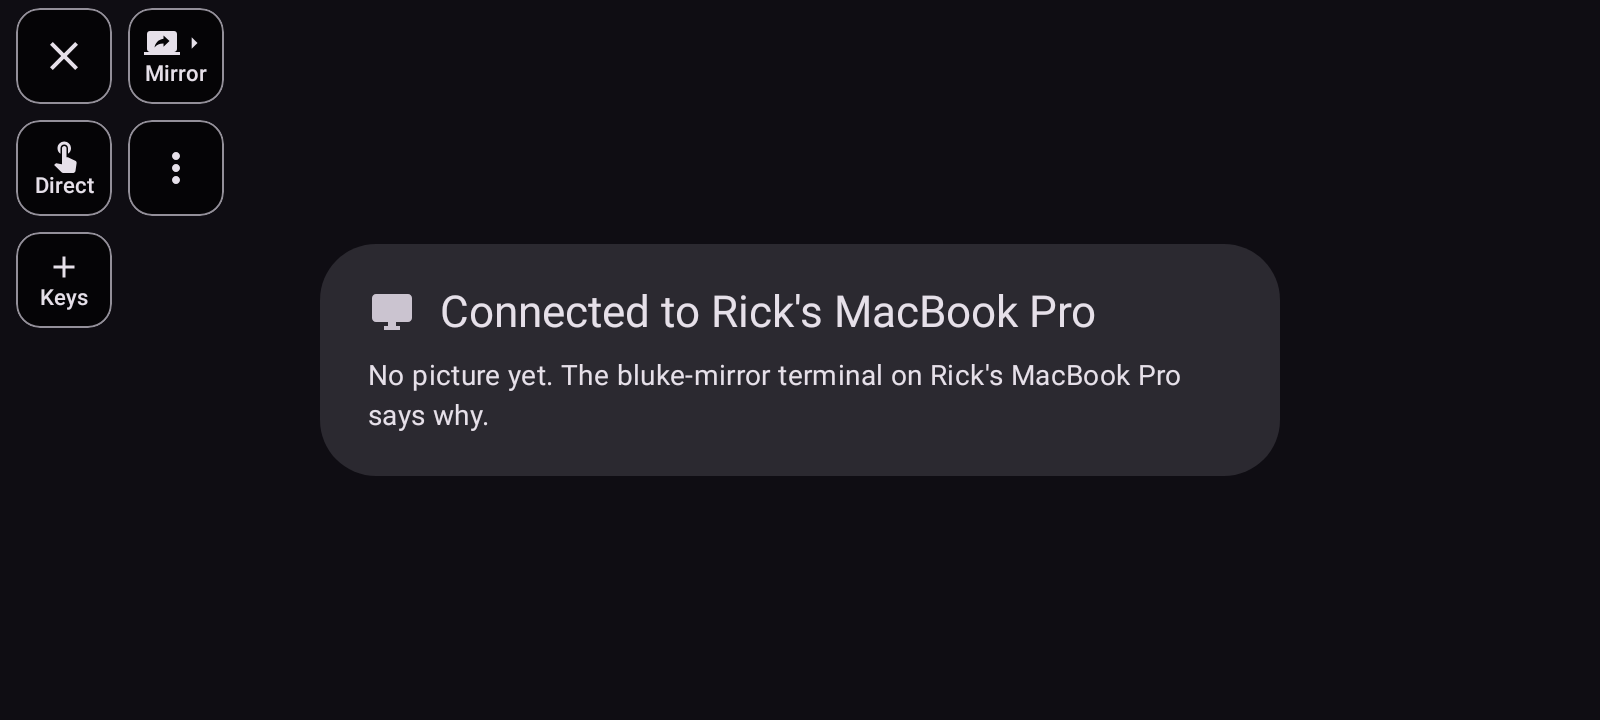 Mirror
Direct
Keys
Connected to Rick's MacBook Pro
No picture yet. The bluke-mirror terminal on Rick's MacBook Pro
says why.